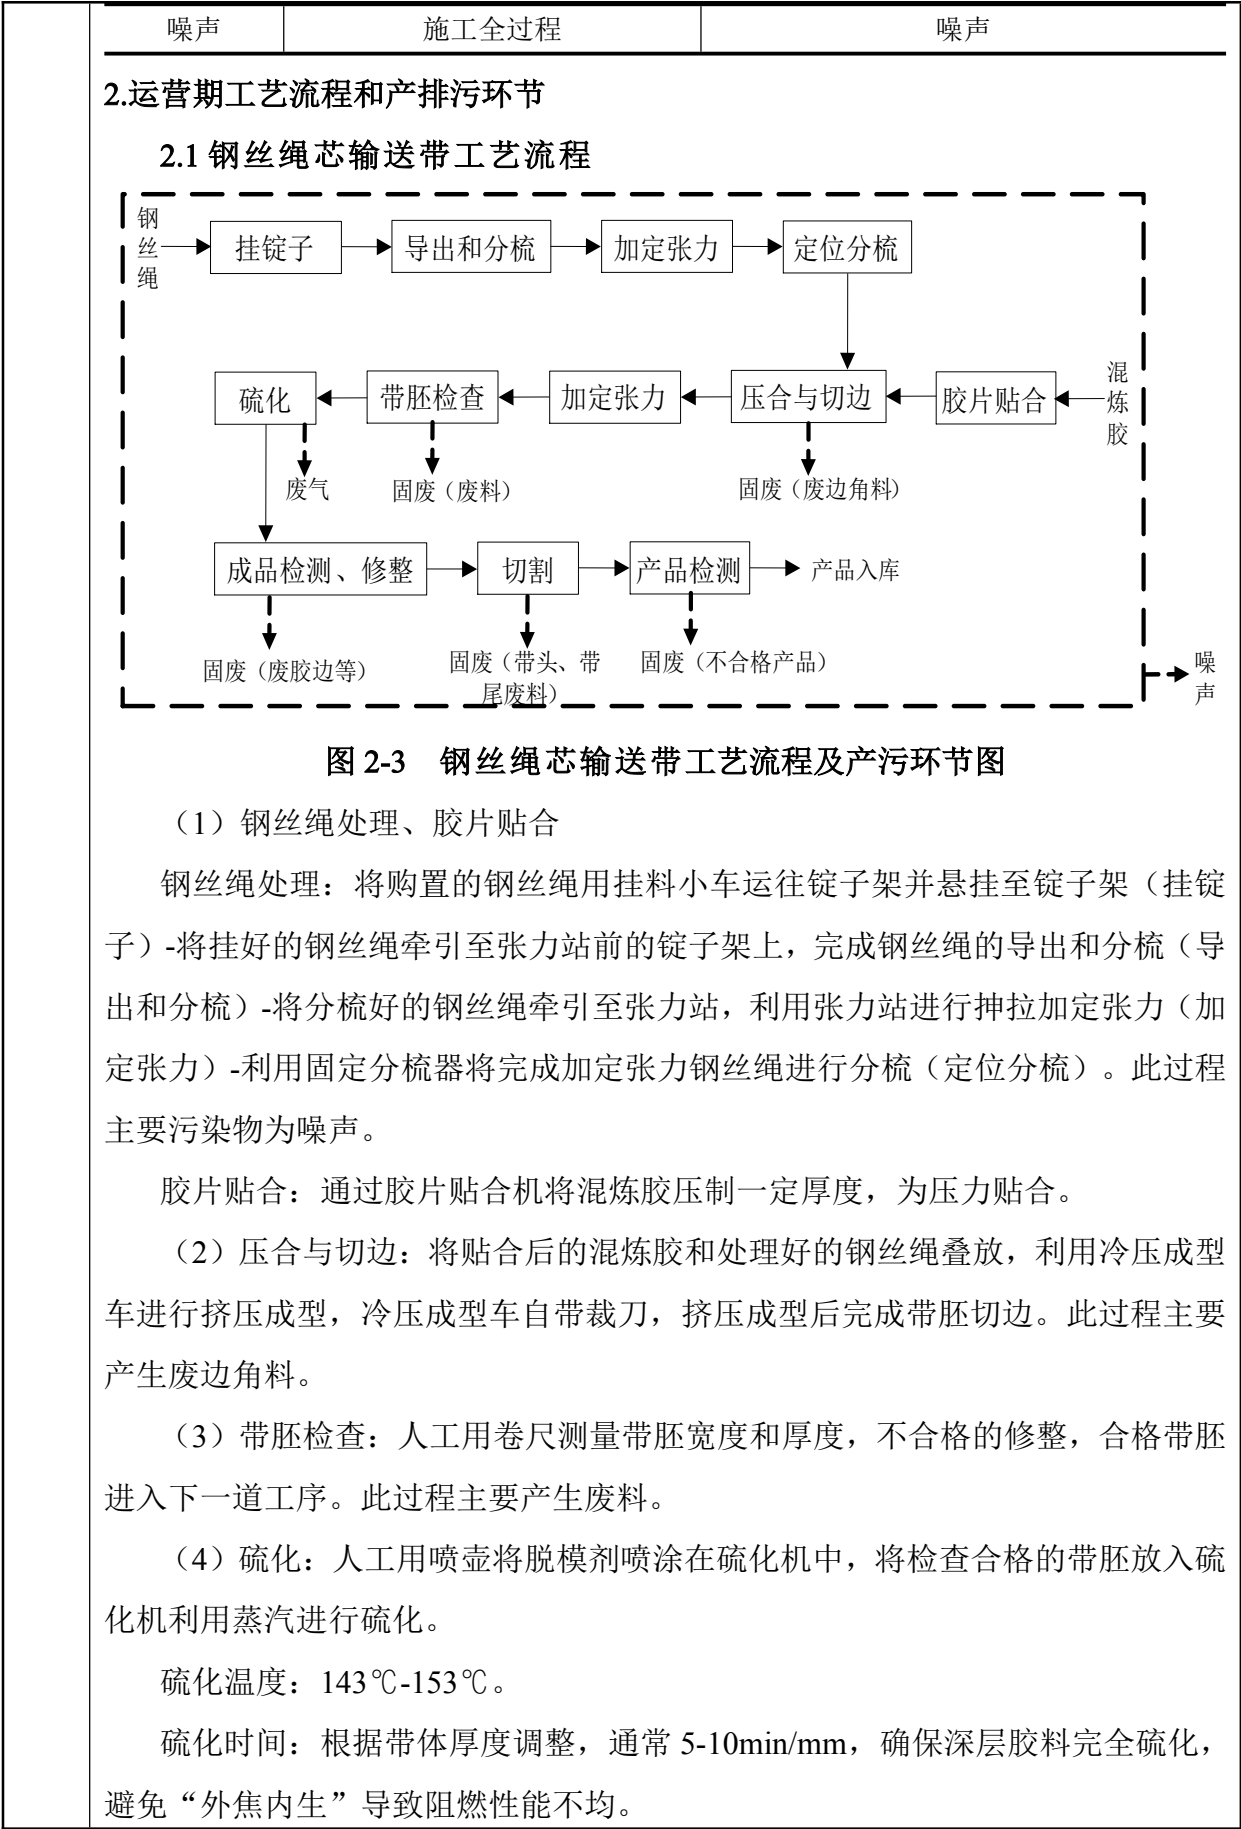 噪声 施工全过程 噪声
2.运营期工艺流程和产排污环节
2.1 钢丝绳芯输送带工艺流程
钢丝绳 挂锭子 导出和分梳 加定张力 定位分梳
硫化 带胚检查 加定张力 压合与切边 胶片贴合 混炼胶
废气 固废（废料） 固废（废边角料）
成品检测、修整 切割 产品检测 产品入库
固废（废胶边等） 固废（带头、带 固废（不合格产品） 噪声
尾废料）
图 2-3 钢丝绳芯输送带工艺流程及产污环节图
（1）钢丝绳处理、胶片贴合
钢丝绳处理：将购置的钢丝绳用挂料小车运往锭子架并悬挂至锭子架（挂锭
子）-将挂好的钢丝绳牵引至张力站前的锭子架上，完成钢丝绳的导出和分梳（导
出和分梳）-将分梳好的钢丝绳牵引至张力站，利用张力站进行抻拉加定张力（加
定张力）-利用固定分梳器将完成加定张力钢丝绳进行分梳（定位分梳）。此过程
主要污染物为噪声。
胶片贴合：通过胶片贴合机将混炼胶压制一定厚度，为压力贴合。
（2）压合与切边：将贴合后的混炼胶和处理好的钢丝绳叠放，利用冷压成型
车进行挤压成型，冷压成型车自带裁刀，挤压成型后完成带胚切边。此过程主要
产生废边角料。
（3）带胚检查：人工用卷尺测量带胚宽度和厚度，不合格的修整，合格带胚
进入下一道工序。此过程主要产生废料。
（4）硫化：人工用喷壶将脱模剂喷涂在硫化机中，将检查合格的带胚放入硫
化机利用蒸汽进行硫化。
硫化温度：143℃-153℃。
硫化时间：根据带体厚度调整，通常 5-10min/mm，确保深层胶料完全硫化，
避免“外焦内生”导致阻燃性能不均。